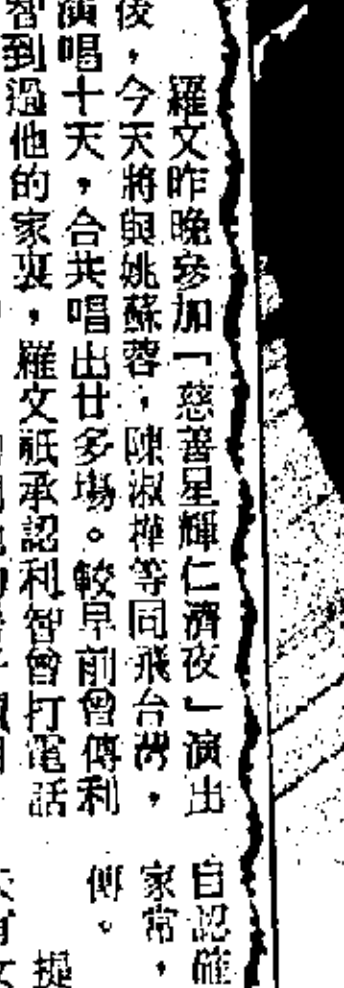 羅文昨晚參加「慈善星輝仁濟夜」演出
後，今天將與姚蘇蓉，陳淑樺等同飛台灣，
演唱十天，合共唱出廿多場。較早前曾傳利
智到過他的家裏，羅文祇承認利智曾打電話
自認確
家常，
傳。
提